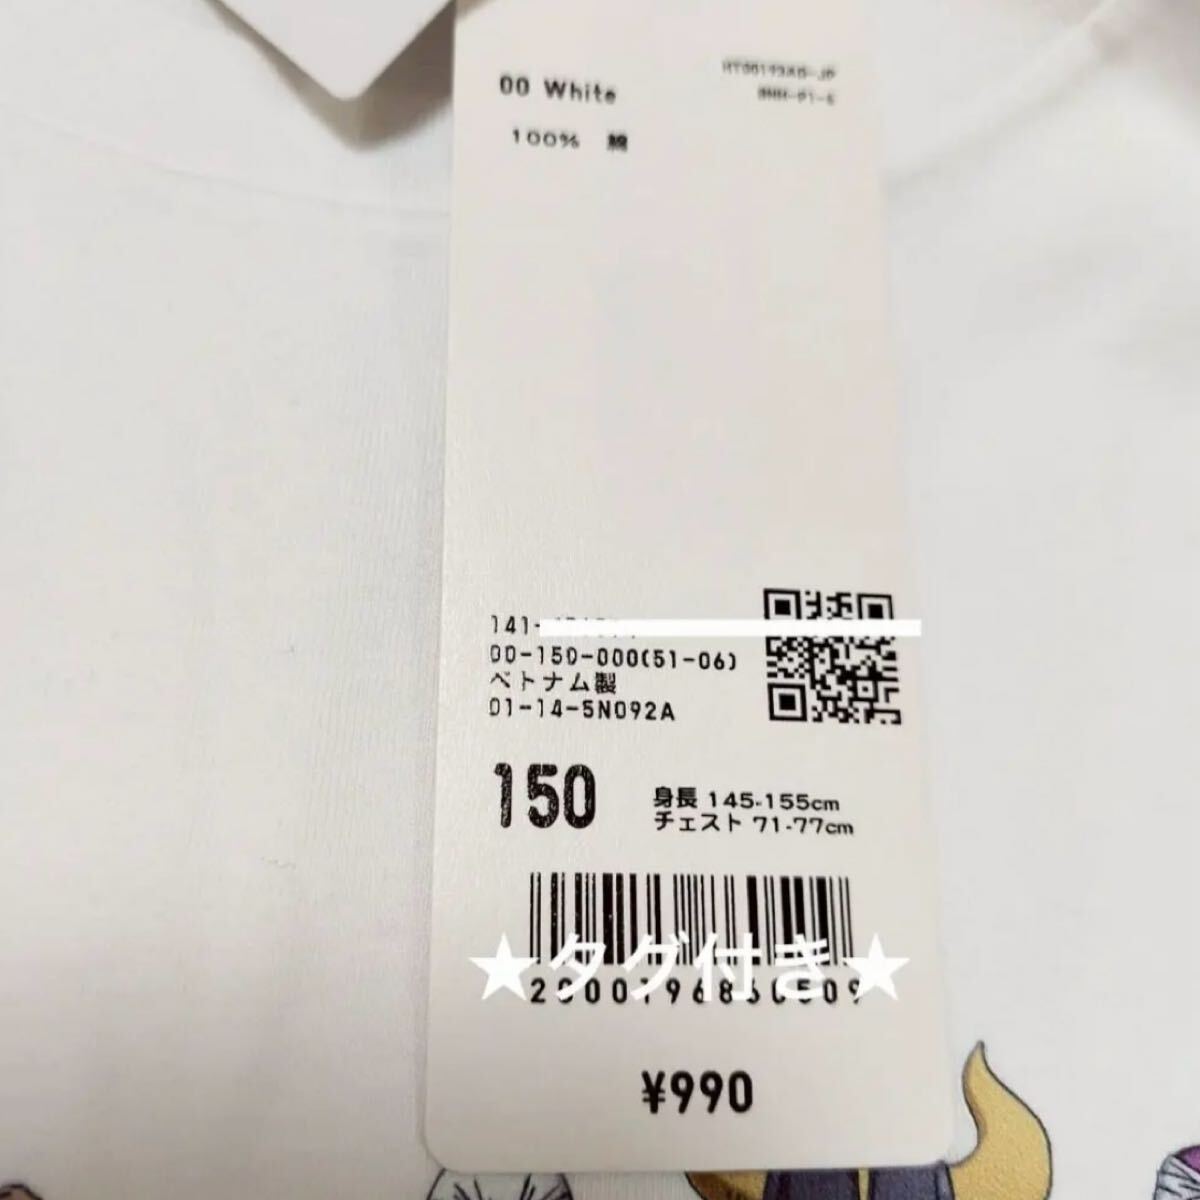 00 White
100% 綿
141-
00-150-000(51-06)
ベトナム製
01-14-5N092A
150
身長 145-155cm
チェスト 71-77cm
★タグ付き★
¥990